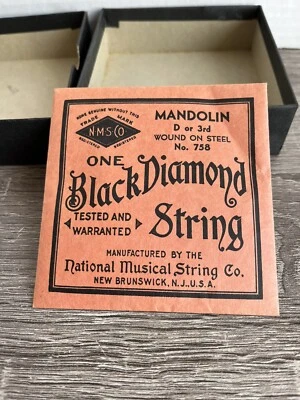 NONE GENUINE WITHOUT THIS
TRADE MARK
N.M.S.CO
REGISTERED REGISTERED
MANDOLIN
D or 3rd
WOUND ON STEEL
No. 758
ONE
Black Diamond
TESTED AND
WARRANTED
String
MANUFACTURED BY THE
National Musical String Co.
NEW BRUNSWICK, N.J., U.S.A.